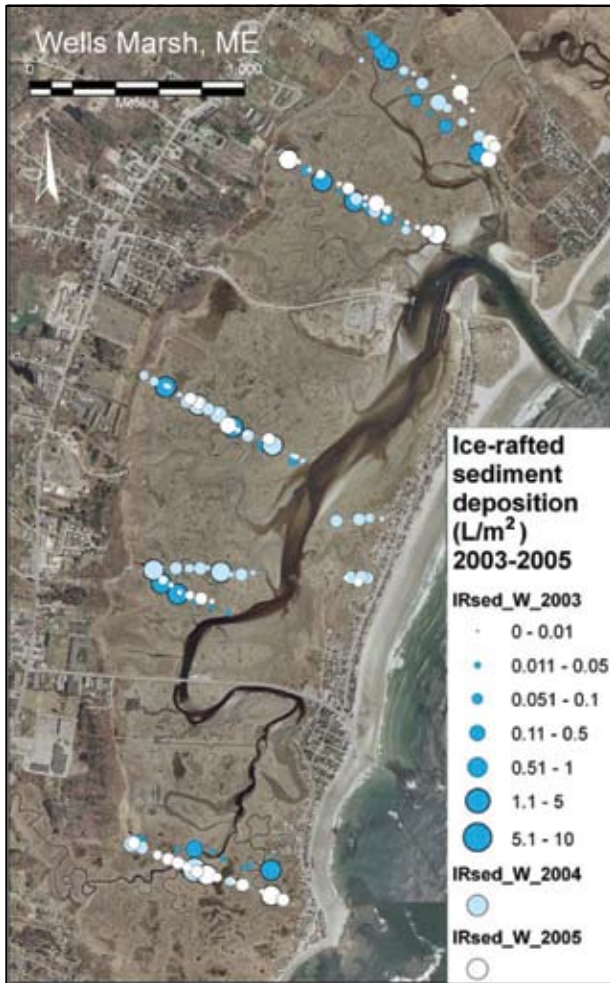 Wells Marsh, ME
0 1,000
Meters
Ice-rafted
sediment
deposition
(L/m²)
2003-2005
IRsed_W_2003
0 - 0.01
0.011 - 0.05
0.051 - 0.1
0.11 - 0.5
0.51 - 1
1.1 - 5
5.1 - 10
IRsed_W_2004
IRsed_W_2005